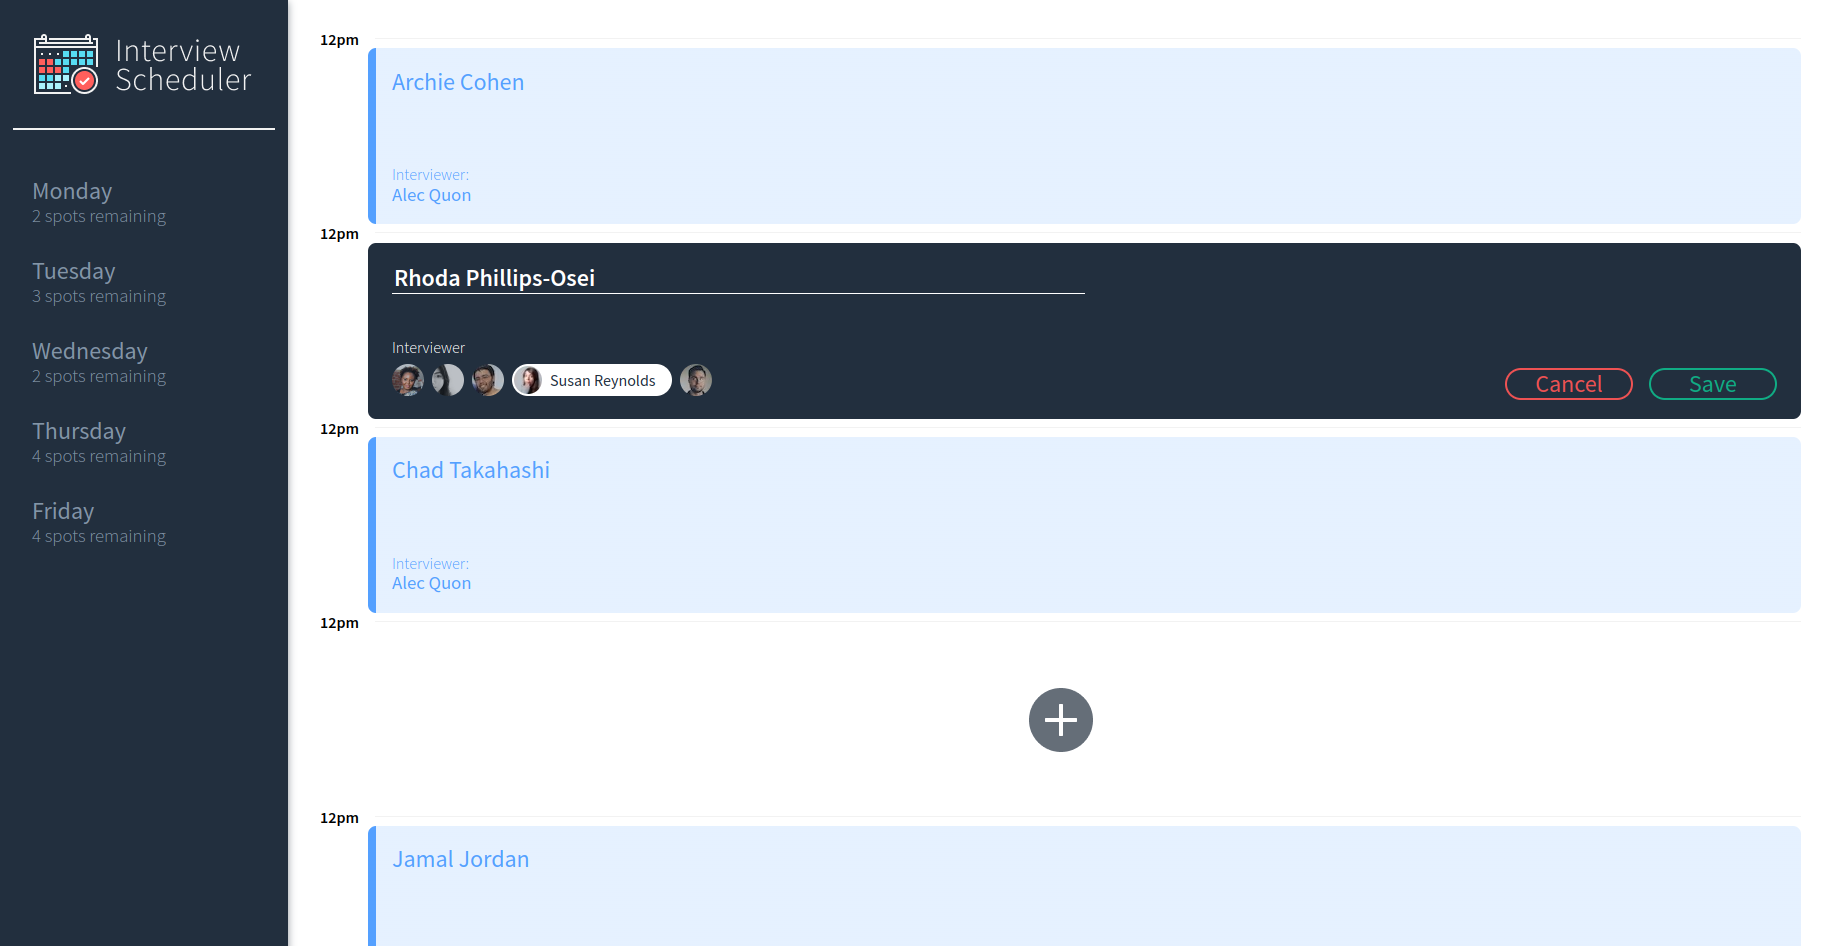 Interview
Scheduler
Monday
2 spots remaining
Tuesday
3 spots remaining
Wednesday
2 spots remaining
Thursday
4 spots remaining
Friday
4 spots remaining
12pm
Archie Cohen
Interviewer:
Alec Quon
12pm
Rhoda Phillips-Osei
Interviewer
Susan Reynolds
Cancel
Save
12pm
Chad Takahashi
Interviewer:
Alec Quon
12pm
12pm
Jamal Jordan